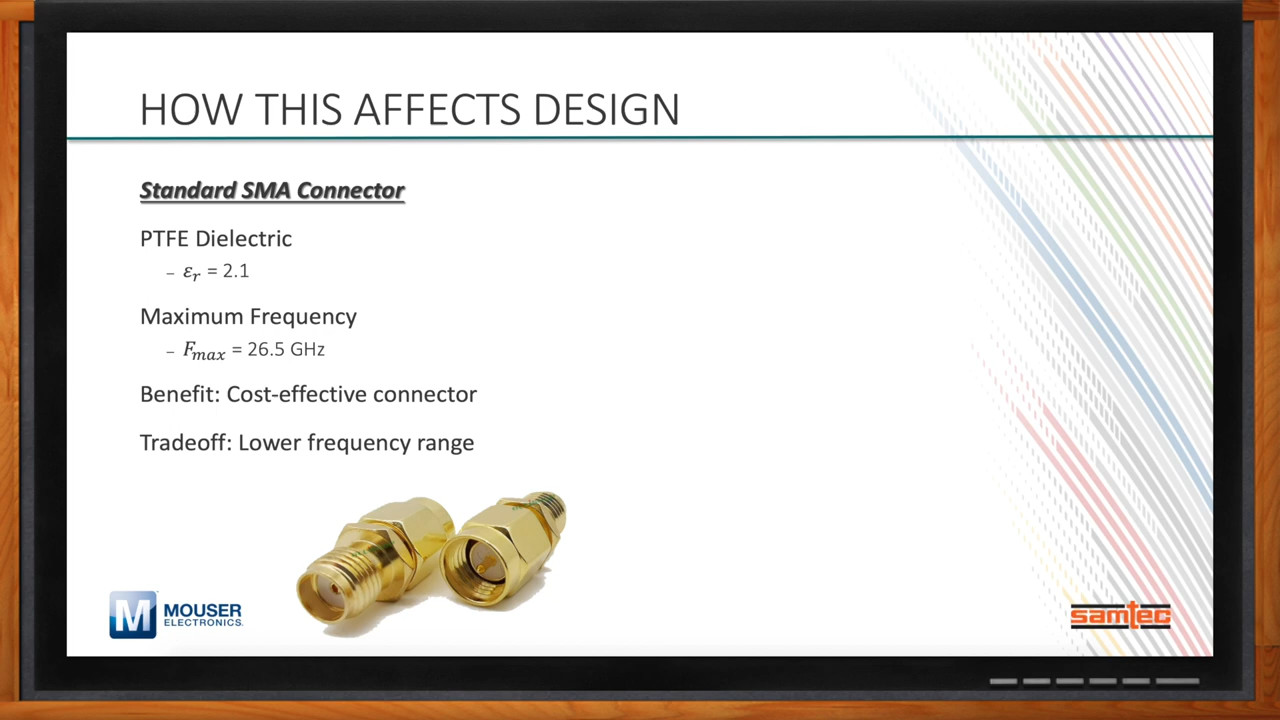 HOW THIS AFFECTS DESIGN
Standard SMA Connector
PTFE Dielectric
– 𝜀𝑟 = 2.1
Maximum Frequency
– 𝐹𝑚𝑎𝑥 = 26.5 GHz
Benefit: Cost-effective connector
Tradeoff: Lower frequency range
M
MOUSER
ELECTRONICS.
samtec